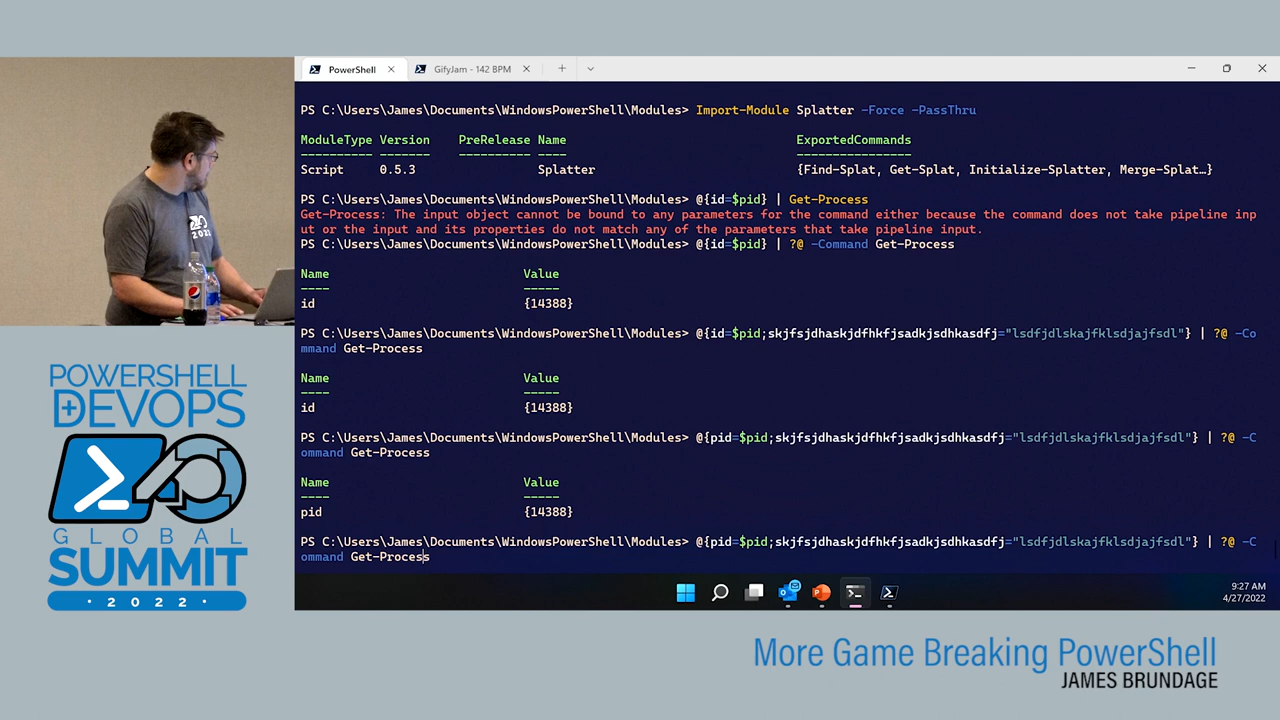 PowerShell
GifyJam - 142 BPM
PS C:\Users\James\Documents\WindowsPowerShell\Modules> Import-Module Splatter -Force -PassThru
ModuleType Version PreRelease Name ExportedCommands
---------- ------- ---------- ---- ----------------
Script 0.5.3 Splatter {Find-Splat, Get-Splat, Initialize-Splatter, Merge-Splat…}
PS C:\Users\James\Documents\WindowsPowerShell\Modules> @{id=$pid} | Get-Process
Get-Process: The input object cannot be bound to any parameters for the command either because the command does not take pipeline inp
ut or the input and its properties do not match any of the parameters that take pipeline input.
PS C:\Users\James\Documents\WindowsPowerShell\Modules> @{id=$pid} | ?@ -Command Get-Process
Name Value
---- -----
id {14388}
PS C:\Users\James\Documents\WindowsPowerShell\Modules> @{id=$pid;skjfsjdhaskjdfhkfjsadkjsdhkasdfj="lsdfjdlskajfklsdjajfsdl"} | ?@ -Co
mmand Get-Process
Name Value
---- -----
id {14388}
PS C:\Users\James\Documents\WindowsPowerShell\Modules> @{pid=$pid;skjfsjdhaskjdfhkfjsadkjsdhkasdfj="lsdfjdlskajfklsdjajfsdl"} | ?@ -C
ommand Get-Process
Name Value
---- -----
pid {14388}
PS C:\Users\James\Documents\WindowsPowerShell\Modules> @{pid=$pid;skjfsjdhaskjdfhkfjsadkjsdhkasdfj="lsdfjdlskajfklsdjajfsdl"} | ?@ -C
ommand Get-Process
9:27 AM
4/27/2022
POWERSHELL
+DEVOPS
GLOBAL
SUMMIT
· 2022 ·
More Game Breaking PowerShell
JAMES BRUNDAGE